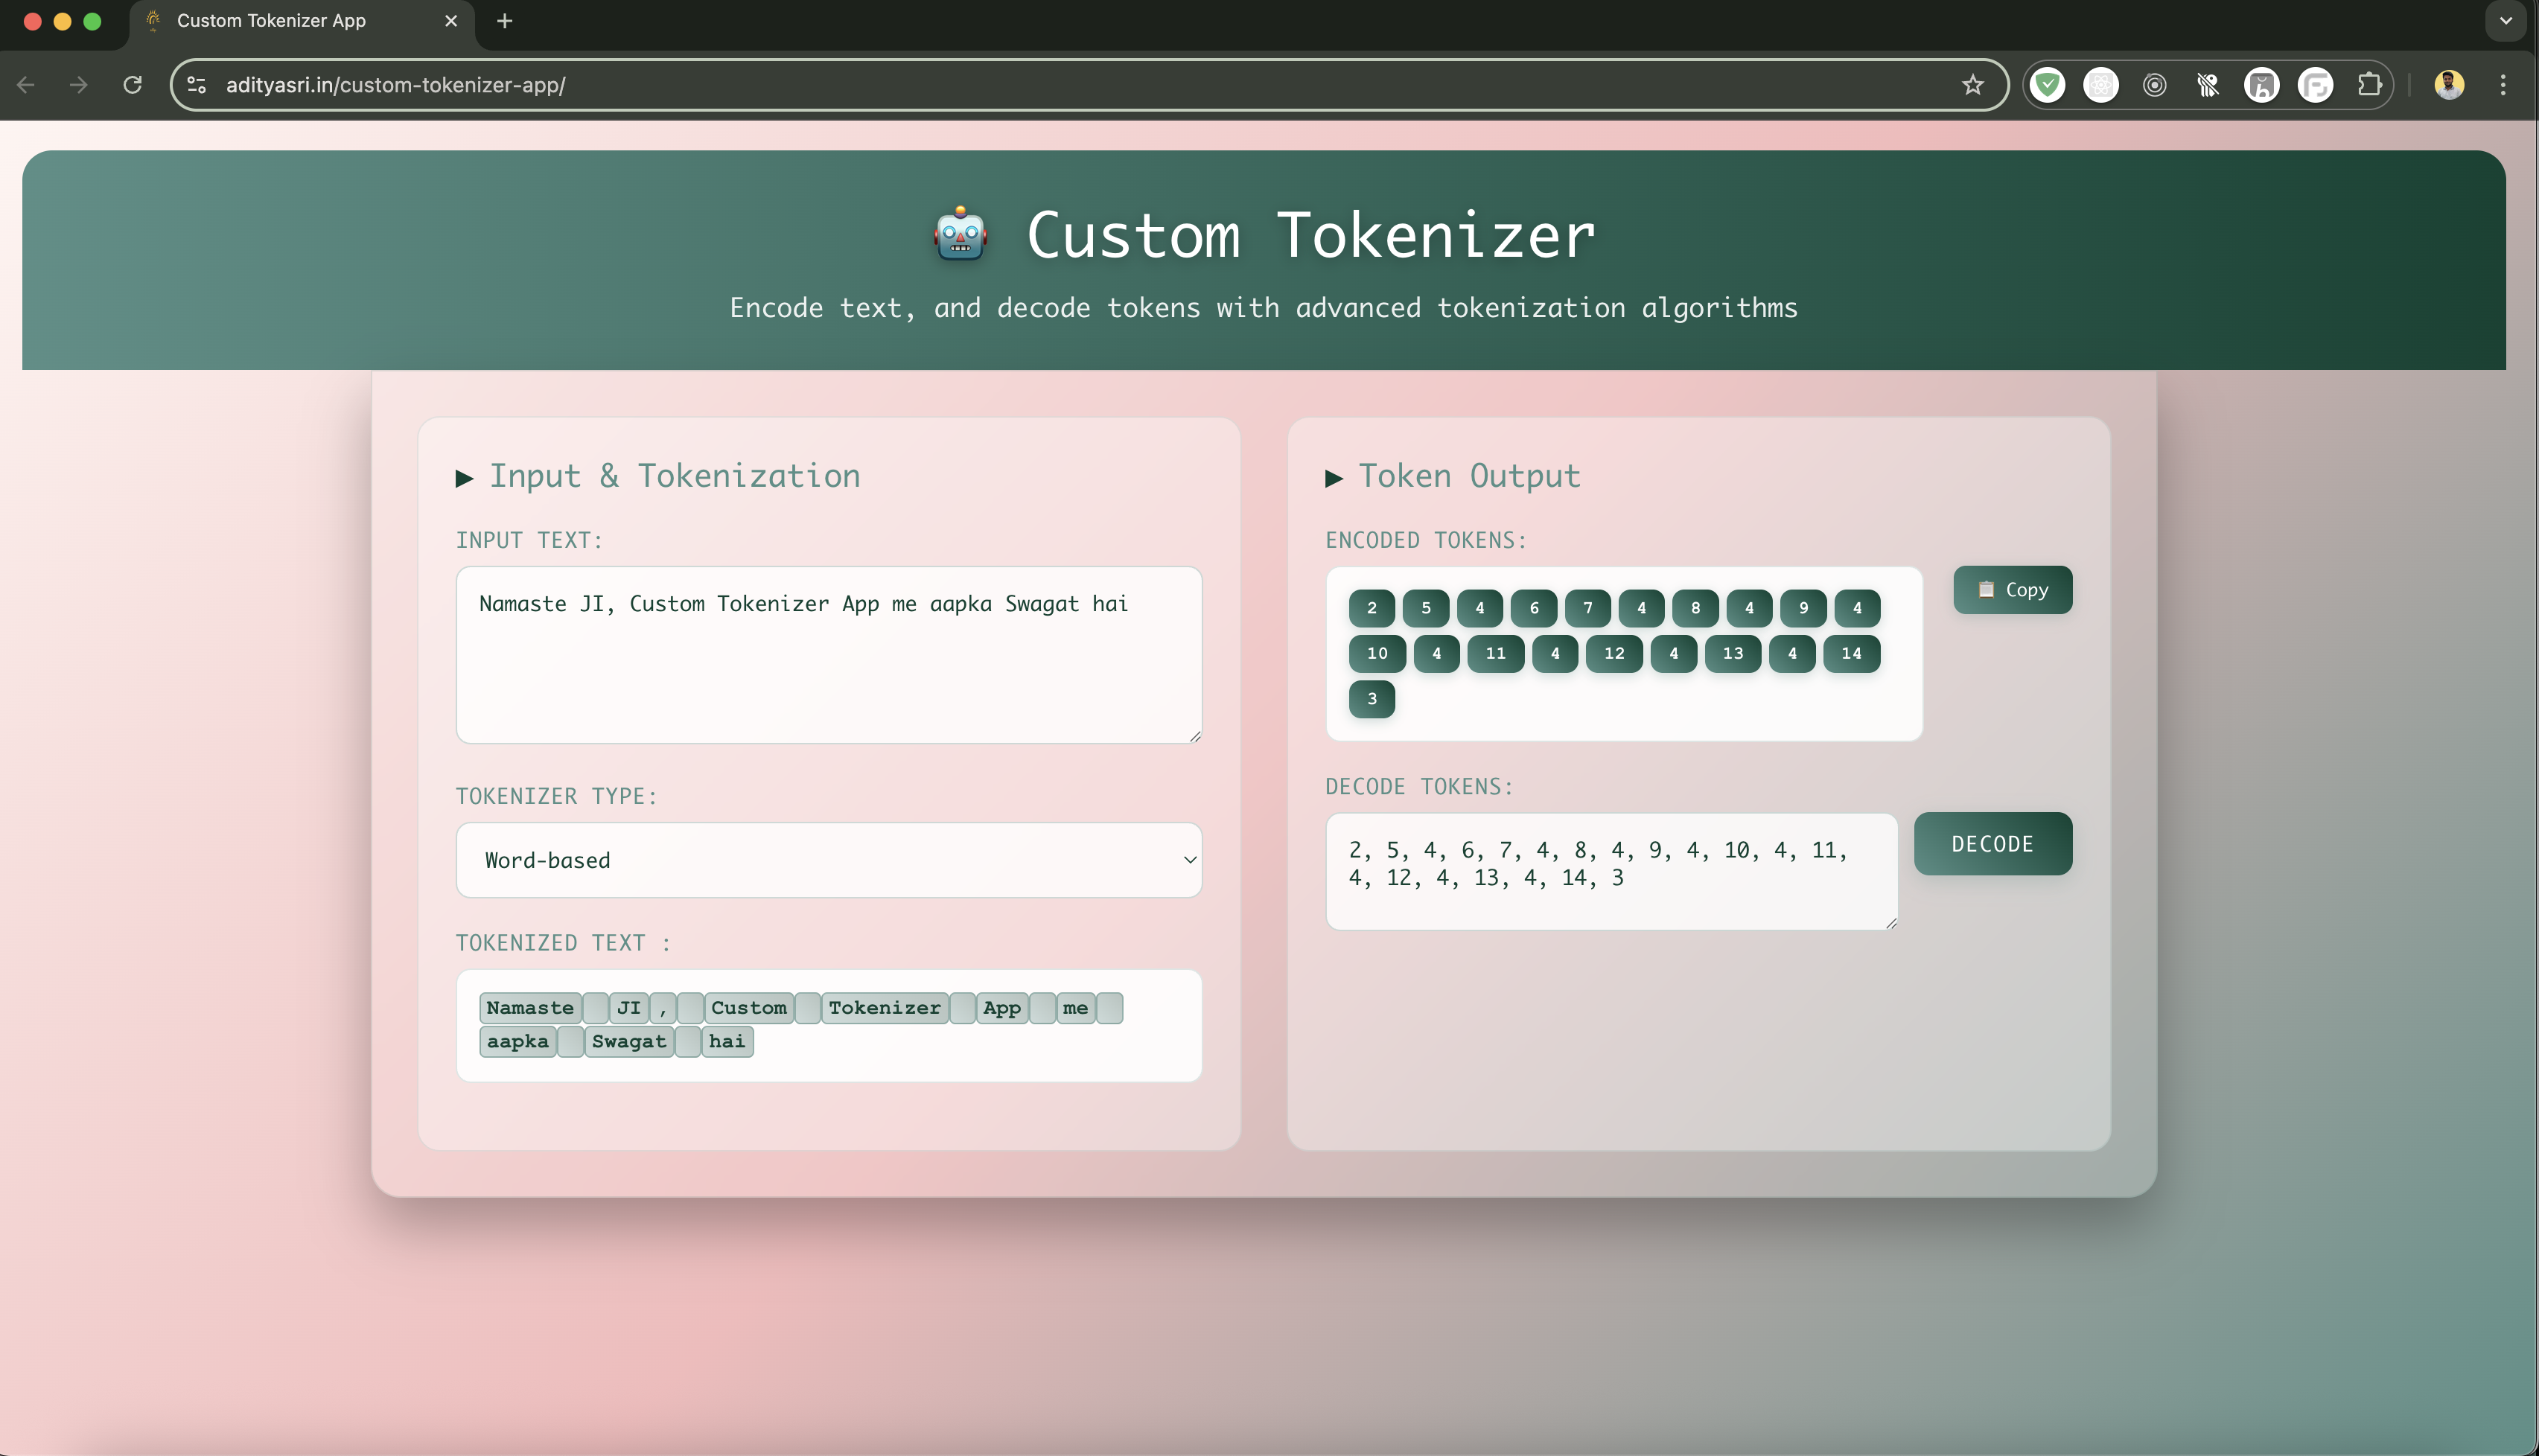 Custom Tokenizer App
adityasri.in/custom-tokenizer-app/
🤖 Custom Tokenizer
Encode text, and decode tokens with advanced tokenization algorithms
▶ Input & Tokenization
INPUT TEXT:
Namaste JI, Custom Tokenizer App me aapka Swagat hai
TOKENIZER TYPE:
Word-based
TOKENIZED TEXT :
Namaste JI , Custom Tokenizer App me
aapka Swagat hai
▶ Token Output
ENCODED TOKENS:
2 5 4 6 7 4 8 4 9 4
10 4 11 4 12 4 13 4 14
3
📋 Copy
DECODE TOKENS:
2, 5, 4, 6, 7, 4, 8, 4, 9, 4, 10, 4, 11,
4, 12, 4, 13, 4, 14, 3
DECODE